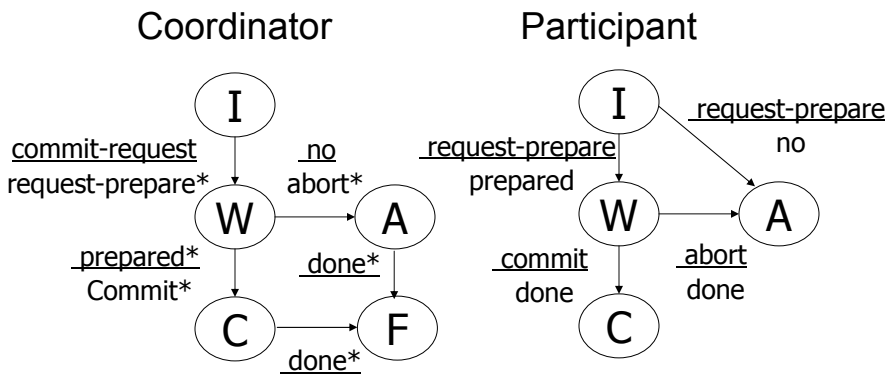 Coordinator
Participant
I
commit-request
request-prepare*
no
abort*
W
A
prepared*
Commit*
done*
C
F
done*
I
request-prepare
prepared
request-prepare
no
W
A
commit
done
abort
done
C